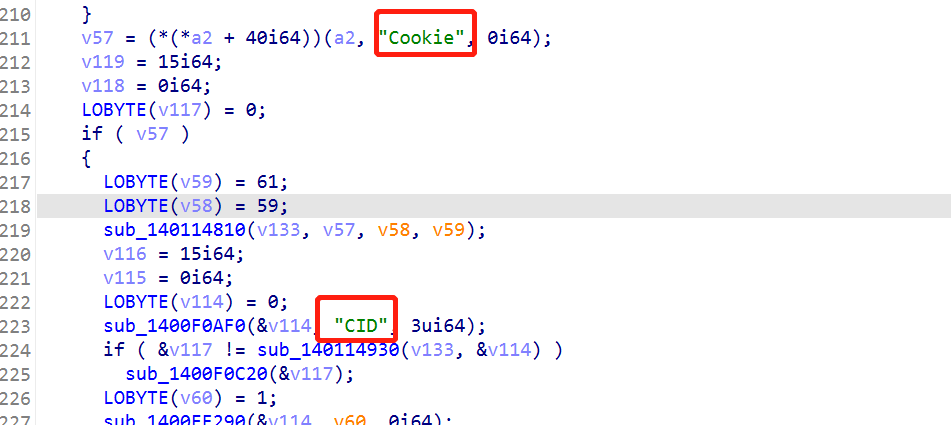 210 }
211 v57 = (*(*a2 + 40i64))(a2, "Cookie", 0i64);
212 v119 = 15i64;
213 v118 = 0i64;
214 LOBYTE(v117) = 0;
215 if ( v57 )
216 {
217 LOBYTE(v59) = 61;
218 LOBYTE(v58) = 59;
219 sub_140114810(v133, v57, v58, v59);
220 v116 = 15i64;
221 v115 = 0i64;
222 LOBYTE(v114) = 0;
223 sub_1400F0AF0(&v114, "CID", 3ui64);
224 if ( &v117 != sub_140114930(v133, &v114) )
225 sub_1400F0C20(&v117);
226 LOBYTE(v60) = 1;
227 sub_1400EF290(&v114, v60, 0i64);